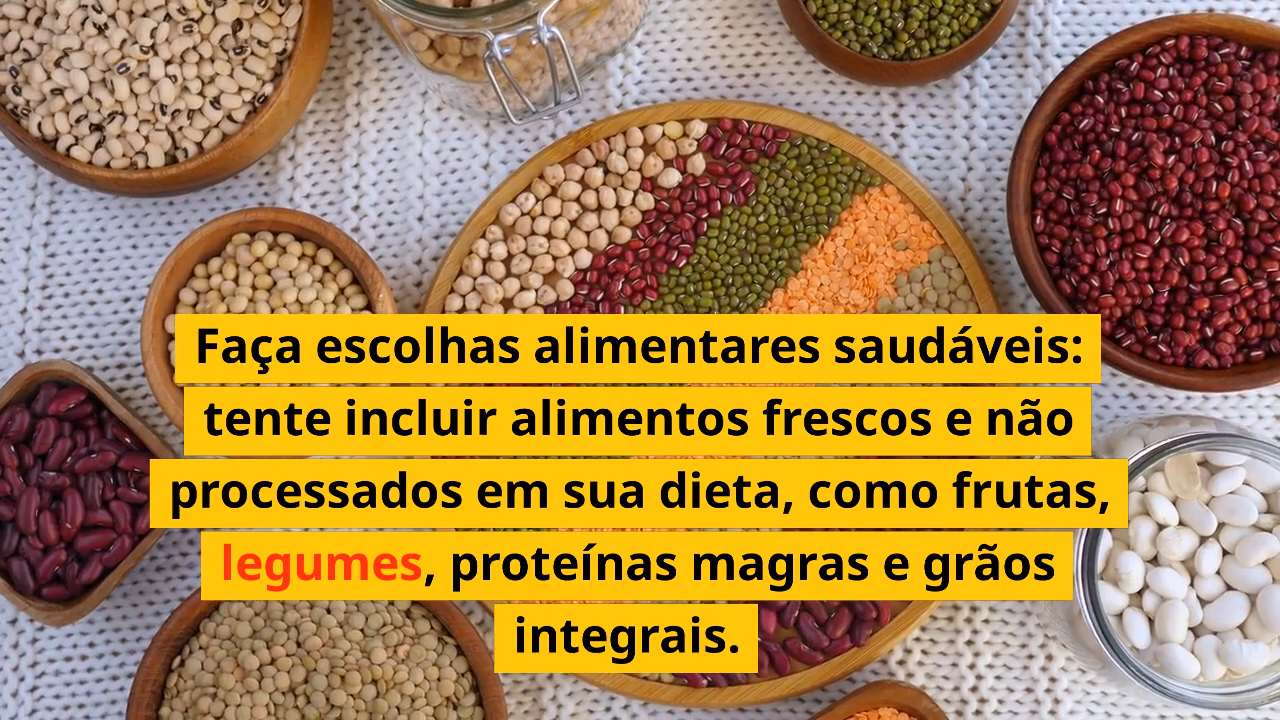 Faça escolhas alimentares saudáveis:
tente incluir alimentos frescos e não
processados em sua dieta, como frutas,
legumes, proteínas magras e grãos
integrais.